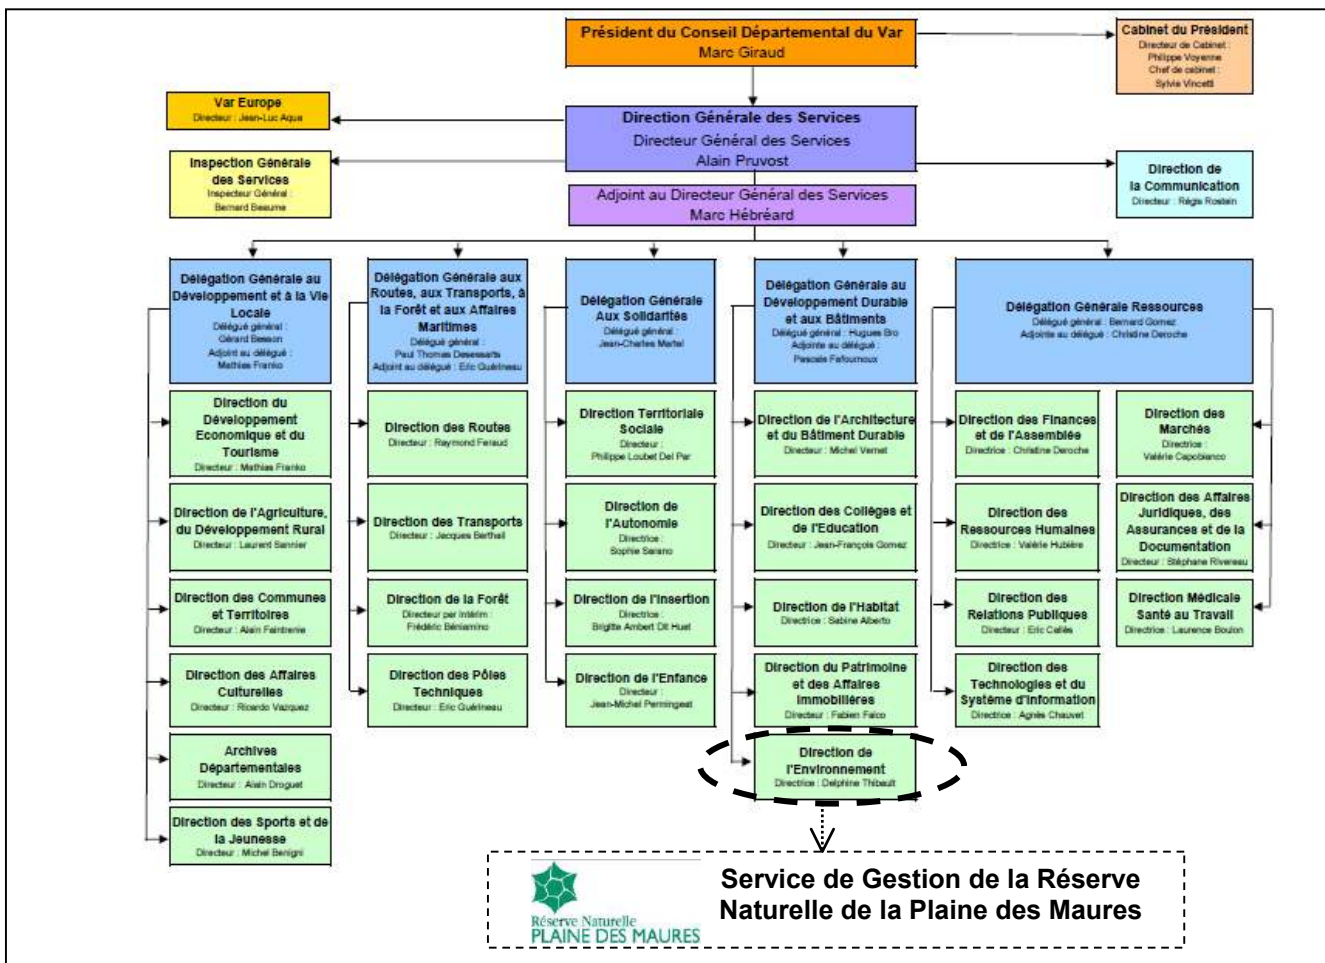 Président du Conseil Départemental du Var
Marc Giraud
Cabinet du Président
Directeur de Cabinet :
Philippe Voyenne
Chef de cabinet :
Sylvie Vincetti
Var Europe
Directeur : Jean-Luc Aqua
Direction Générale des Services
Directeur Général des Services
Alain Pruvost
Inspection Générale
des Services
Inspecteur Général :
Bernard Beaume
Direction de
la Communication
Directeur : Régis Rostein
Adjoint au Directeur Général des Services
Marc Hébréard
Délégation Générale au
Développement et à la Vie
Locale
Délégué général :
Gérard Besson
Adjoint au délégué :
Mathias Franko
Délégation Générale aux
Routes, aux Transports, à
la Forêt et aux Affaires
Maritimes
Délégué général :
Paul Thomas Desessarts
Adjoint au délégué : Eric Guérineau
Délégation Générale
Aux Solidarités
Délégué général :
Jean-Charles Martel
Délégation Générale au
Développement Durable
et aux Bâtiments
Délégué général : Hugues Bro
Adjointe au délégué :
Pascale Fafournoux
Délégation Générale Ressources
Délégué général : Bernard Gomez
Adjointe au délégué : Christine Deroche
Direction du
Développement
Economique et du
Tourisme
Directeur : Mathias Franko
Direction des Routes
Directeur : Raymond Feraud
Direction Territoriale
Sociale
Directeur :
Philippe Loubet Del Par
Direction de l'Architecture
et du Bâtiment Durable
Directeur : Michel Vernet
Direction des Finances
et de l'Assemblée
Directrice : Christine Deroche
Direction des
Marchés
Directrice :
Valérie Capobianco
Direction de l'Agriculture,
du Développement Rural
Directeur : Laurent Sannier
Direction des Transports
Directeur : Jacques Berthail
Direction de
l'Autonomie
Directrice :
Sophie Sarano
Direction des Collèges et
de l'Education
Directeur : Jean-François Gomez
Direction des
Ressources Humaines
Directrice : Valérie Hubière
Direction des Affaires
Juridiques, des
Assurances et de la
Documentation
Directeur : Stéphane Rivereau
Direction des Communes
et Territoires
Directeur : Alain Faintrenie
Direction de la Forêt
Directeur par intérim :
Frédéric Béniamino
Direction de l'Insertion
Directrice :
Brigitte Ambert Dit Huet
Direction de l'Habitat
Directrice : Sabine Alberto
Direction des
Relations Publiques
Directeur : Eric Callès
Direction Médicale
Santé au Travail
Directrice : Laurence Boulon
Direction des Affaires
Culturelles
Directeur : Ricardo Vazquez
Direction des Pôles
Techniques
Directeur : Eric Guérineau
Direction de l'Enfance
Directeur :
Jean-Michel Permingeat
Direction du Patrimoine
et des Affaires
Immobilières
Directeur : Fabien Falco
Direction des
Technologies et du
Système d'Information
Directrice : Agnès Chauvet
Archives
Départementales
Directeur : Alain Droguet
Direction de
l'Environnement
Directrice : Delphine Thibault
Direction des Sports et de
la Jeunesse
Directeur : Michel Benigni
Réserve Naturelle
PLAINE DES MAURES
Service de Gestion de la Réserve
Naturelle de la Plaine des Maures